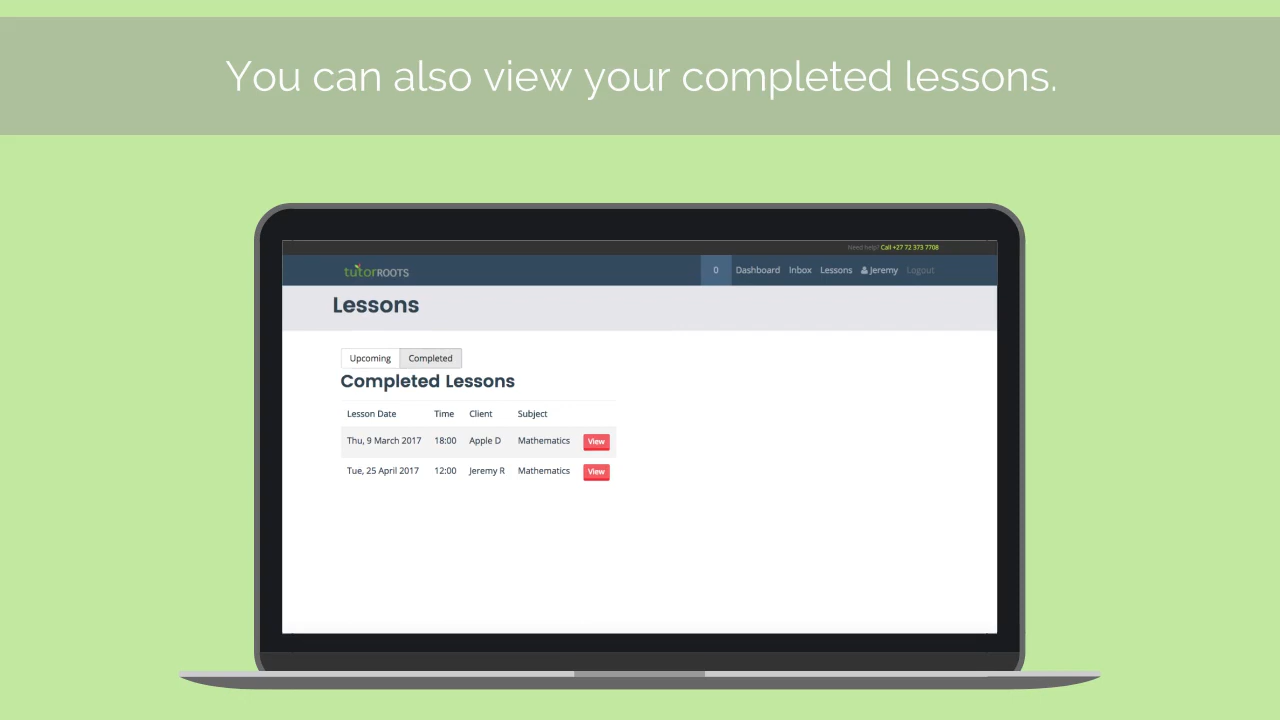 You can also view your completed lessons.
Need help? Call +27 72 373 7708
tutorROOTS
0 Dashboard Inbox Lessons Jeremy Logout
Lessons
Upcoming Completed
Completed Lessons
Lesson Date Time Client Subject
Thu, 9 March 2017 18:00 Apple D Mathematics View
Tue, 25 April 2017 12:00 Jeremy R Mathematics View